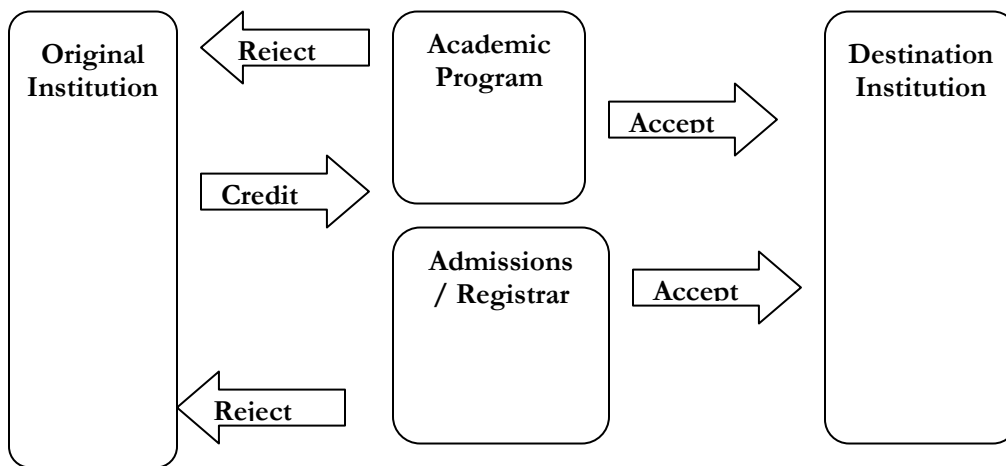 Original
Institution
Reject
Academic
Program
Accept
Destination
Institution
Credit
Admissions
/ Registrar
Accept
Reject